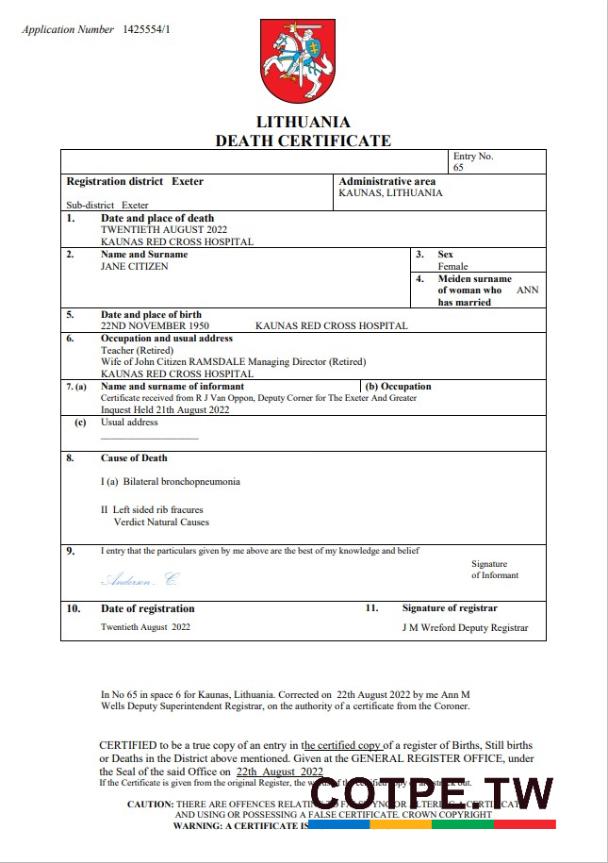 Application Number 1425554/1
LITHUANIA
DEATH CERTIFICATE
Entry No.
65
Registration district Exeter
Administrative area
KAUNAS, LITHUANIA
Sub-district Exeter
1. Date and place of death
TWENTIETH AUGUST 2022
KAUNAS RED CROSS HOSPITAL
2. Name and Surname
JANE CITIZEN
3. Sex
Female
4. Meiden surname
of woman who ANN
has married
5. Date and place of birth
22ND NOVEMBER 1950 KAUNAS RED CROSS HOSPITAL
6. Occupation and usual address
Teacher (Retired)
Wife of John Citizen RAMSDALE Managing Director (Retired)
KAUNAS RED CROSS HOSPITAL
7. (a) Name and surname of informant (b) Occupation
Certificate received from R J Van Oppon, Deputy Corner for The Exeter And Greater
Inquest Held 21th August 2022
(c) Usual address
8. Cause of Death
I (a) Bilateral bronchopneumonia
II Left sided rib fracures
Verdict Natural Causes
9. I entry that the particulars given by me above are the best of my knowledge and belief
Anderson C.
Signature
of Informant
10. Date of registration
11. Signature of registrar
Twentieth August 2022
J M Wreford Deputy Registrar
In No 65 in space 6 for Kaunas, Lithuania. Corrected on 22th August 2022 by me Ann M
Wells Deputy Superintendent Registrar, on the authority of a certificate from the Coroner.
CERTIFIED to be a true copy of an entry in the certified copy of a register of Births, Still births
or Deaths in the District above mentioned. Given at the GENERAL REGISTER OFFICE, under
the Seal of the said Office on 22th August 2022
If the Certificate is given from the original Register, the
CAUTION: THERE ARE OFFENCES
AND USING OR POSSESSING A FALSE CERTIFICATE. CROWN COPYRIGHT
WARNING: A CERTIFICATE IS
COTPE.TW